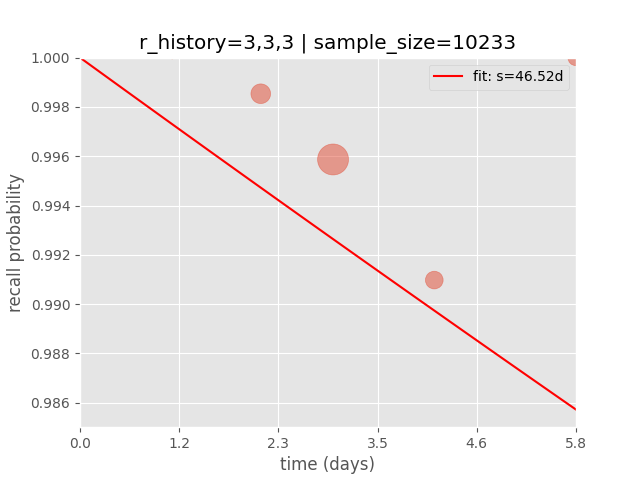 r_history=3,3,3 | sample_size=10233
fit: s=46.52d
recall probability
1.000
0.998
0.996
0.994
0.992
0.990
0.988
0.986
0.0 1.2 2.3 3.5 4.6 5.8
time (days)